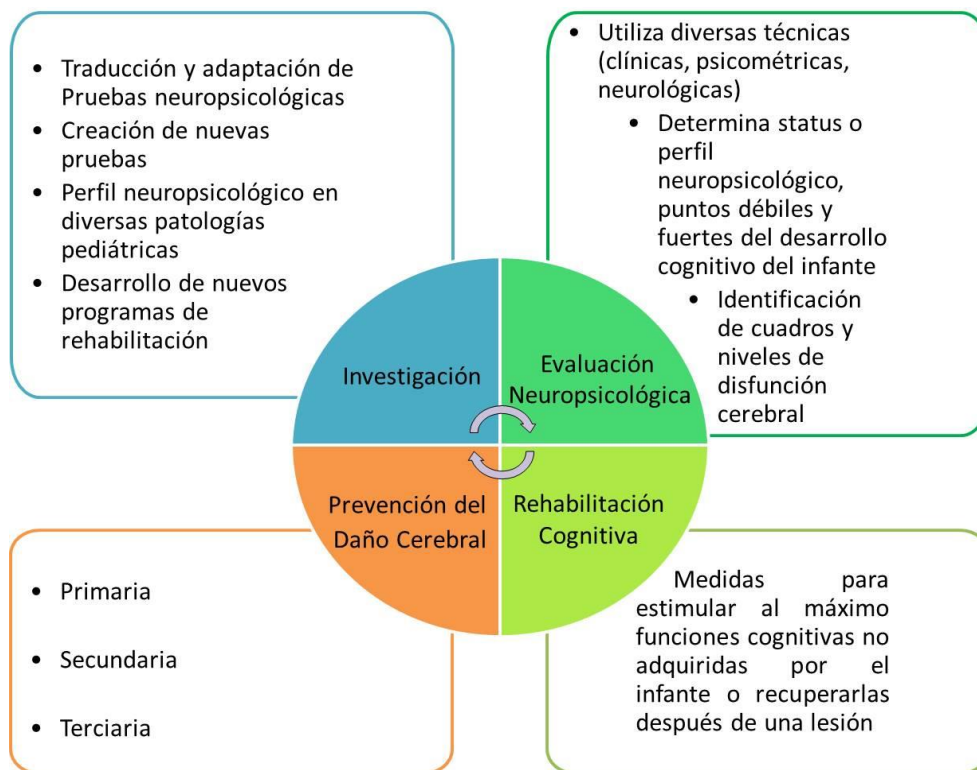 • Traducción y adaptación de
Pruebas neuropsicológicas
• Creación de nuevas
pruebas
• Perfil neuropsicológico en
diversas patologías
pediátricas
• Desarrollo de nuevos
programas de
rehabilitación
• Utiliza diversas técnicas
(clínicas, psicométricas,
neurológicas)
• Determina status o
perfil
neuropsicológico,
puntos débiles y
fuertes del desarrollo
cognitivo del infante
• Identificación
de cuadros y
niveles de
disfunción
cerebral
Investigación
Evaluación
Neuropsicológica
Prevención del
Daño Cerebral
Rehabilitación
Cognitiva
• Primaria
• Secundaria
• Terciaria
Medidas para
estimular al máximo
funciones cognitivas no
adquiridas por el
infante o recuperarlas
después de una lesión